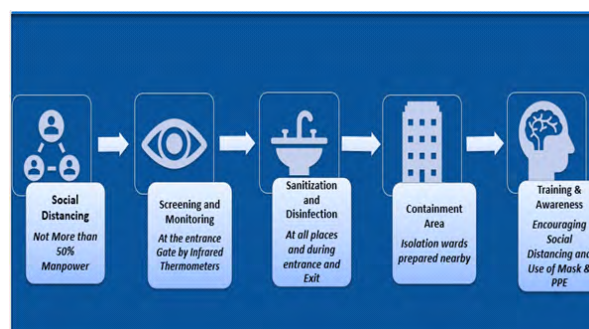 Social
Distancing
Not More than
50%
Manpower
Screening and
Monitoring
At the entrance
Gate by Infrared
Thermometers
Sanitization
and
Disinfection
At all places
and during
entrance and
Exit
Containment
Area
Isolation wards
prepared nearby
Training &
Awareness
Encouraging
Social
Distancing and
Use of Mask &
PPE